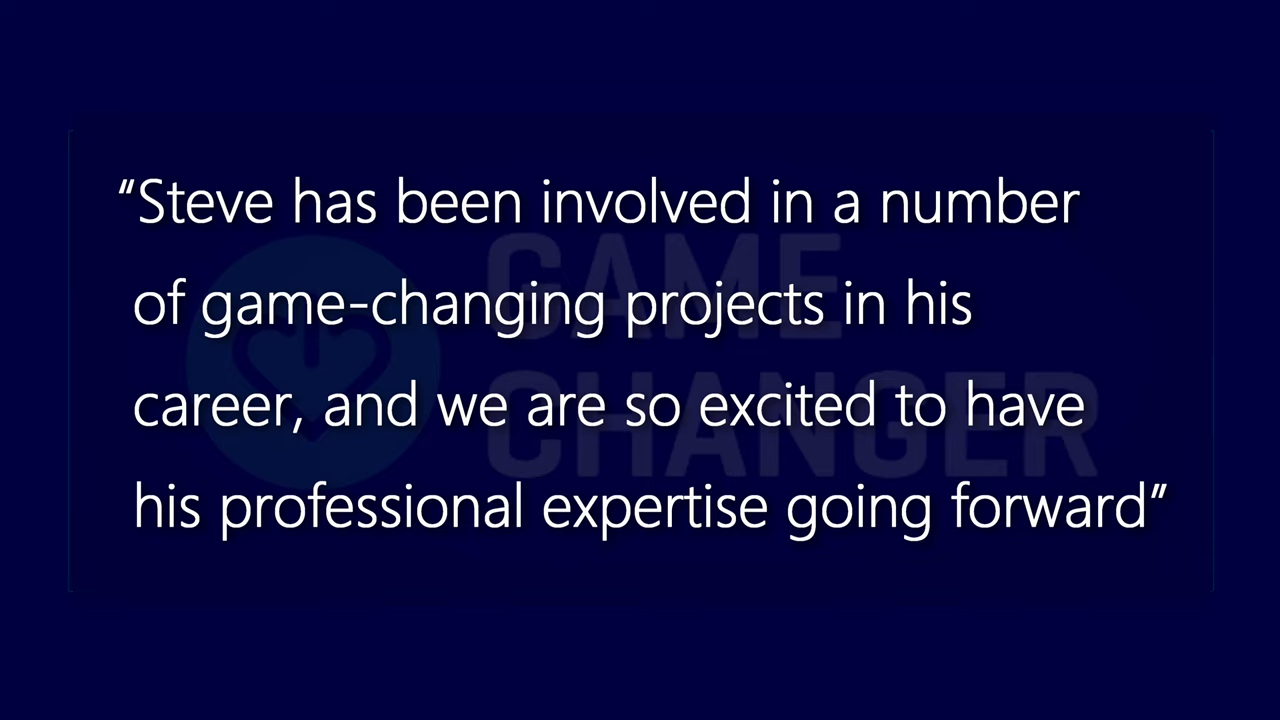 “Steve has been involved in a number
of game-changing projects in his
career, and we are so excited to have
his professional expertise going forward”
GAME
CHANGER